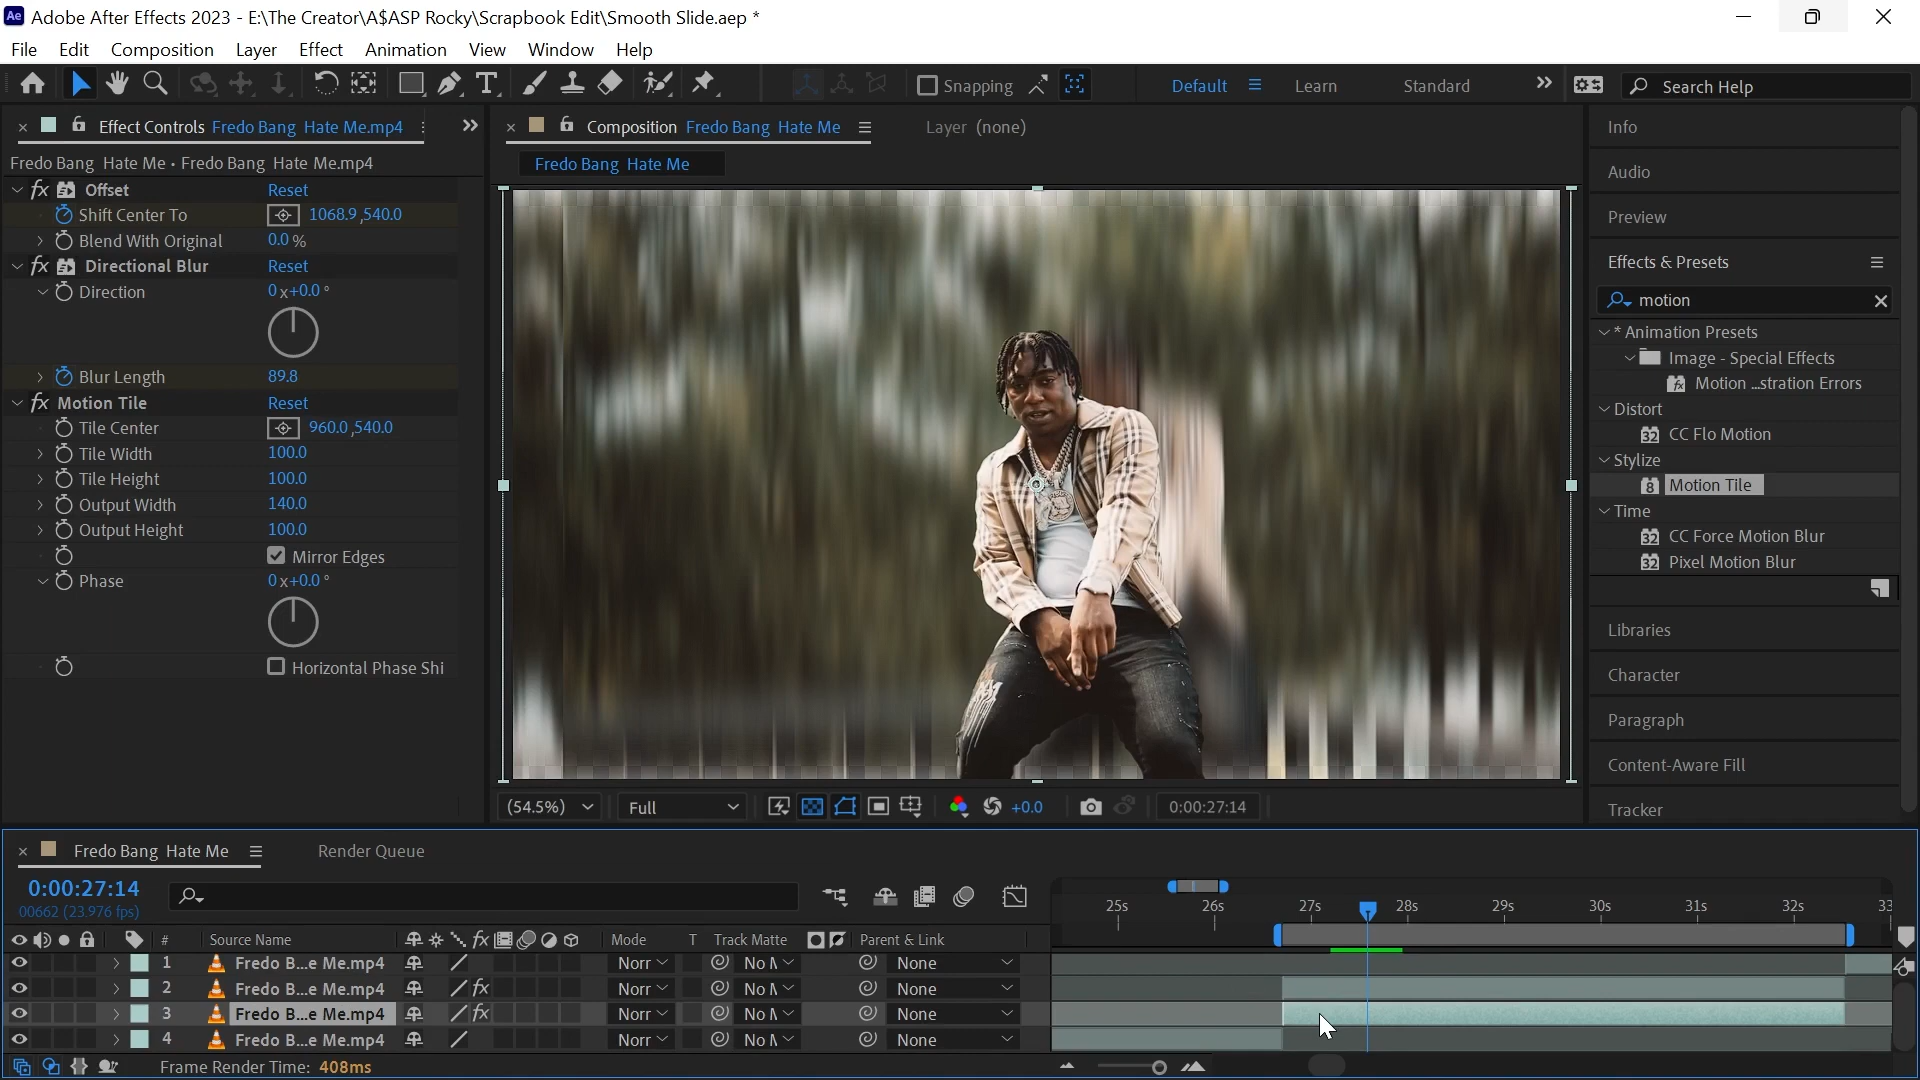 Adobe After Effects 2023 - E:\The Creator\A$ASP Rocky\Scrapbook Edit\Smooth Slide.aep *
File Edit Composition Layer Effect Animation View Window Help
Snapping Default Learn Standard Search Help
Effect Controls Fredo Bang Hate Me.mp4
Composition Fredo Bang Hate Me
Layer (none)
Fredo Bang Hate Me • Fredo Bang Hate Me.mp4
Fredo Bang Hate Me
fx Offset Reset
Shift Center To 1068.9,540.0
Blend With Original 0.0 %
fx Directional Blur Reset
Direction 0x+0.0°
Blur Length 89.8
fx Motion Tile Reset
Tile Center 960.0,540.0
Tile Width 100.0
Tile Height 100.0
Output Width 140.0
Output Height 100.0
Mirror Edges
Phase 0x+0.0°
Horizontal Phase Shi
(54.5%) Full +0.0 0:00:27:14
Info
Audio
Preview
Effects & Presets
motion
* Animation Presets
Image - Special Effects
Motion ...stration Errors
Distort
32 CC Flo Motion
Stylize
8 Motion Tile
Time
32 CC Force Motion Blur
32 Pixel Motion Blur
Libraries
Character
Paragraph
Content-Aware Fill
Tracker
Fredo Bang Hate Me
Render Queue
0:00:27:14
00662 (23.976 fps)
25s 26s 27s 28s 29s 30s 31s 32s 33
# Source Name fx Mode T Track Matte Parent & Link
1 Fredo B...e Me.mp4 Norr No M None
2 Fredo B...e Me.mp4 fx Norr No M None
3 Fredo B...e Me.mp4 fx Norr No M None
4 Fredo B...e Me.mp4 Norr No M None
Frame Render Time: 408ms